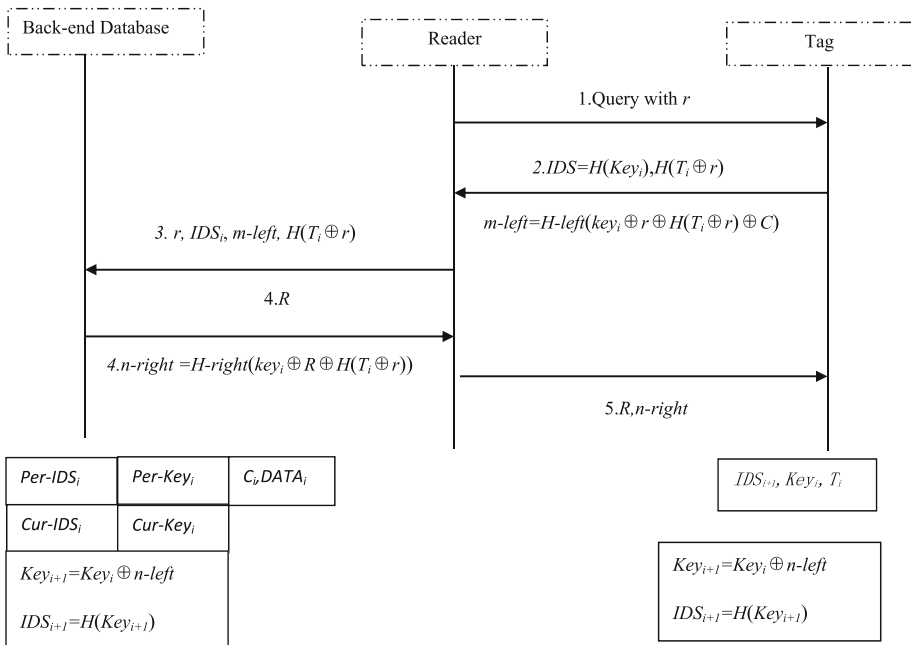 Back-end Database
Reader
Tag
1.Query with r
2.IDS=H(Keyᵢ),H(Tᵢ⊕r)
m-left=H-left(keyᵢ⊕r⊕H(Tᵢ⊕r)⊕C)
3. r, IDSᵢ, m-left, H(Tᵢ⊕r)
4.R
4.n-right =H-right(keyᵢ⊕R⊕H(Tᵢ⊕r))
5.R,n-right
Per-IDSᵢ Per-Keyᵢ Cᵢ,DATAᵢ
Cur-IDSᵢ Cur-Keyᵢ
Keyᵢ₊₁=Keyᵢ⊕n-left
IDSᵢ₊₁=H(Keyᵢ₊₁)
IDSᵢ₊₁, Keyᵢ, Tᵢ
Keyᵢ₊₁=Keyᵢ⊕n-left
IDSᵢ₊₁=H(Keyᵢ₊₁)